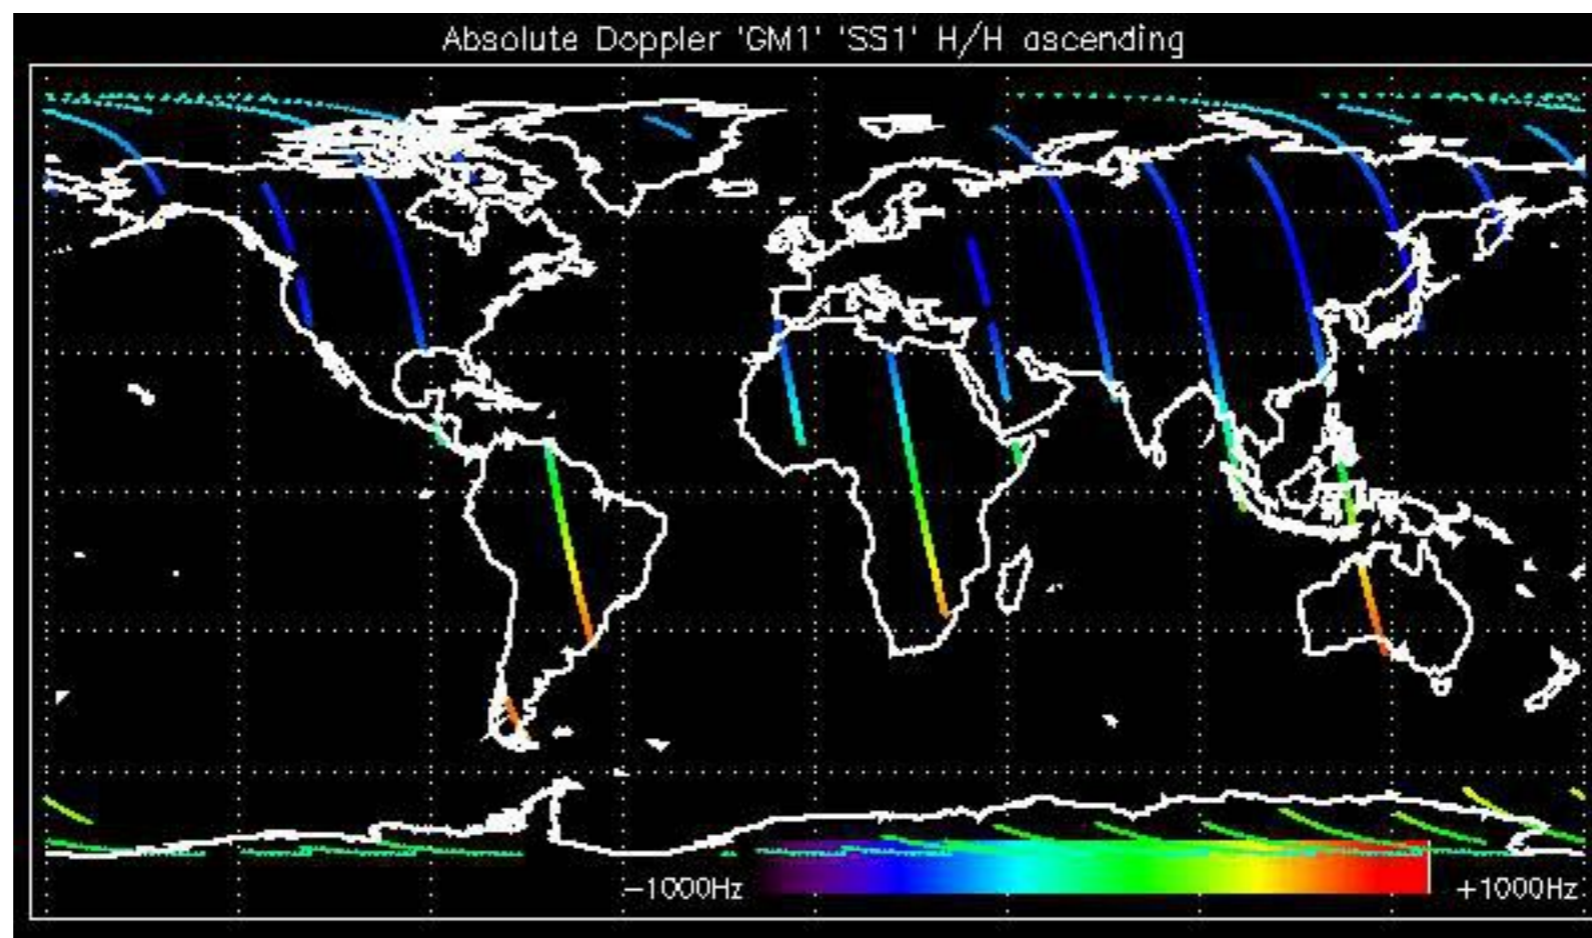 Absolute Doppler 'GM1' 'SS1' H/H ascending
−1000Hz
+1000Hz